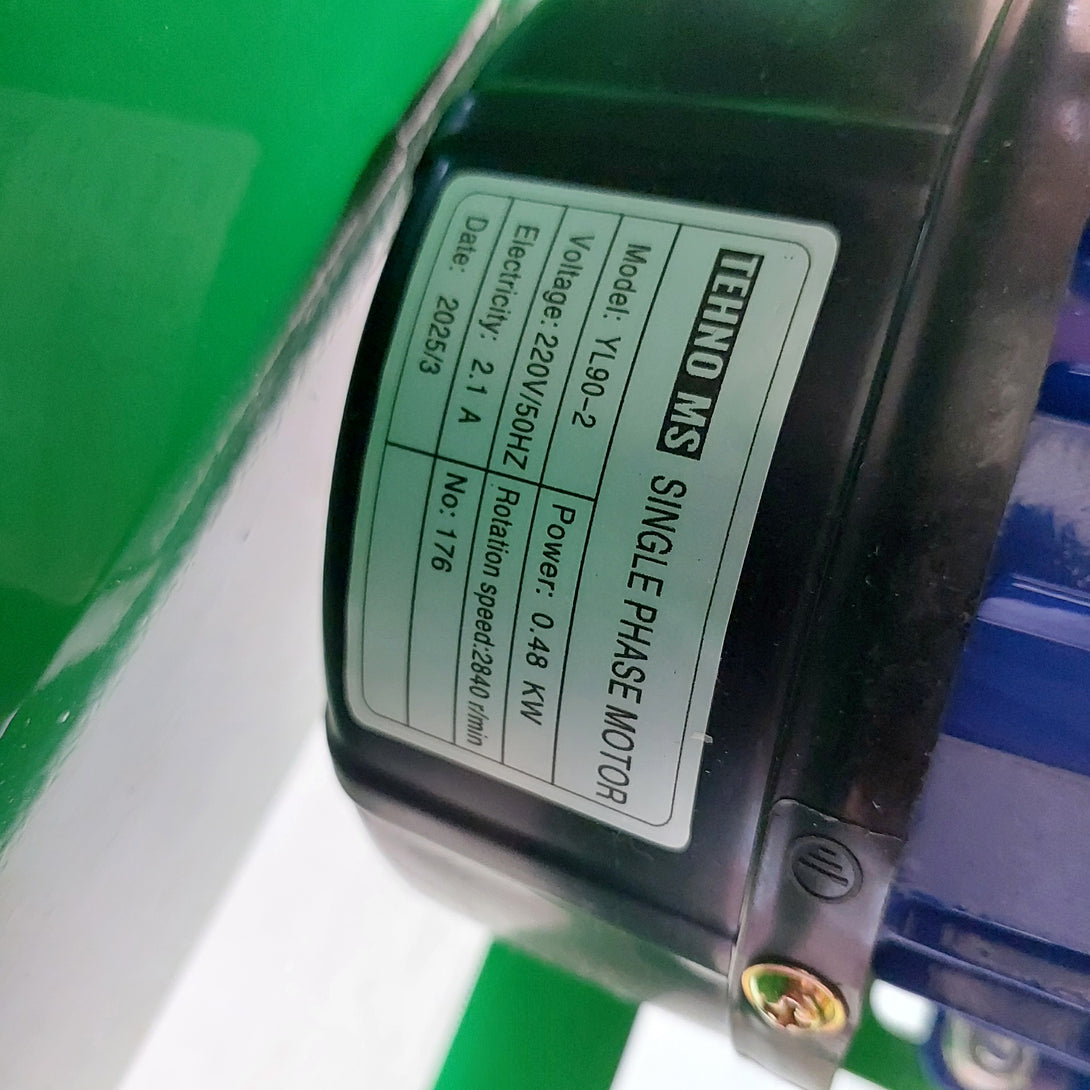 TEHNO MS SINGLE PHASE MOTOR
Model: YL90-2 Power: 0.48 KW
Voltage: 220V/50HZ Rotation speed:2840 r/min
Electricity: 2.1 A No: 176
Date: 2025/3